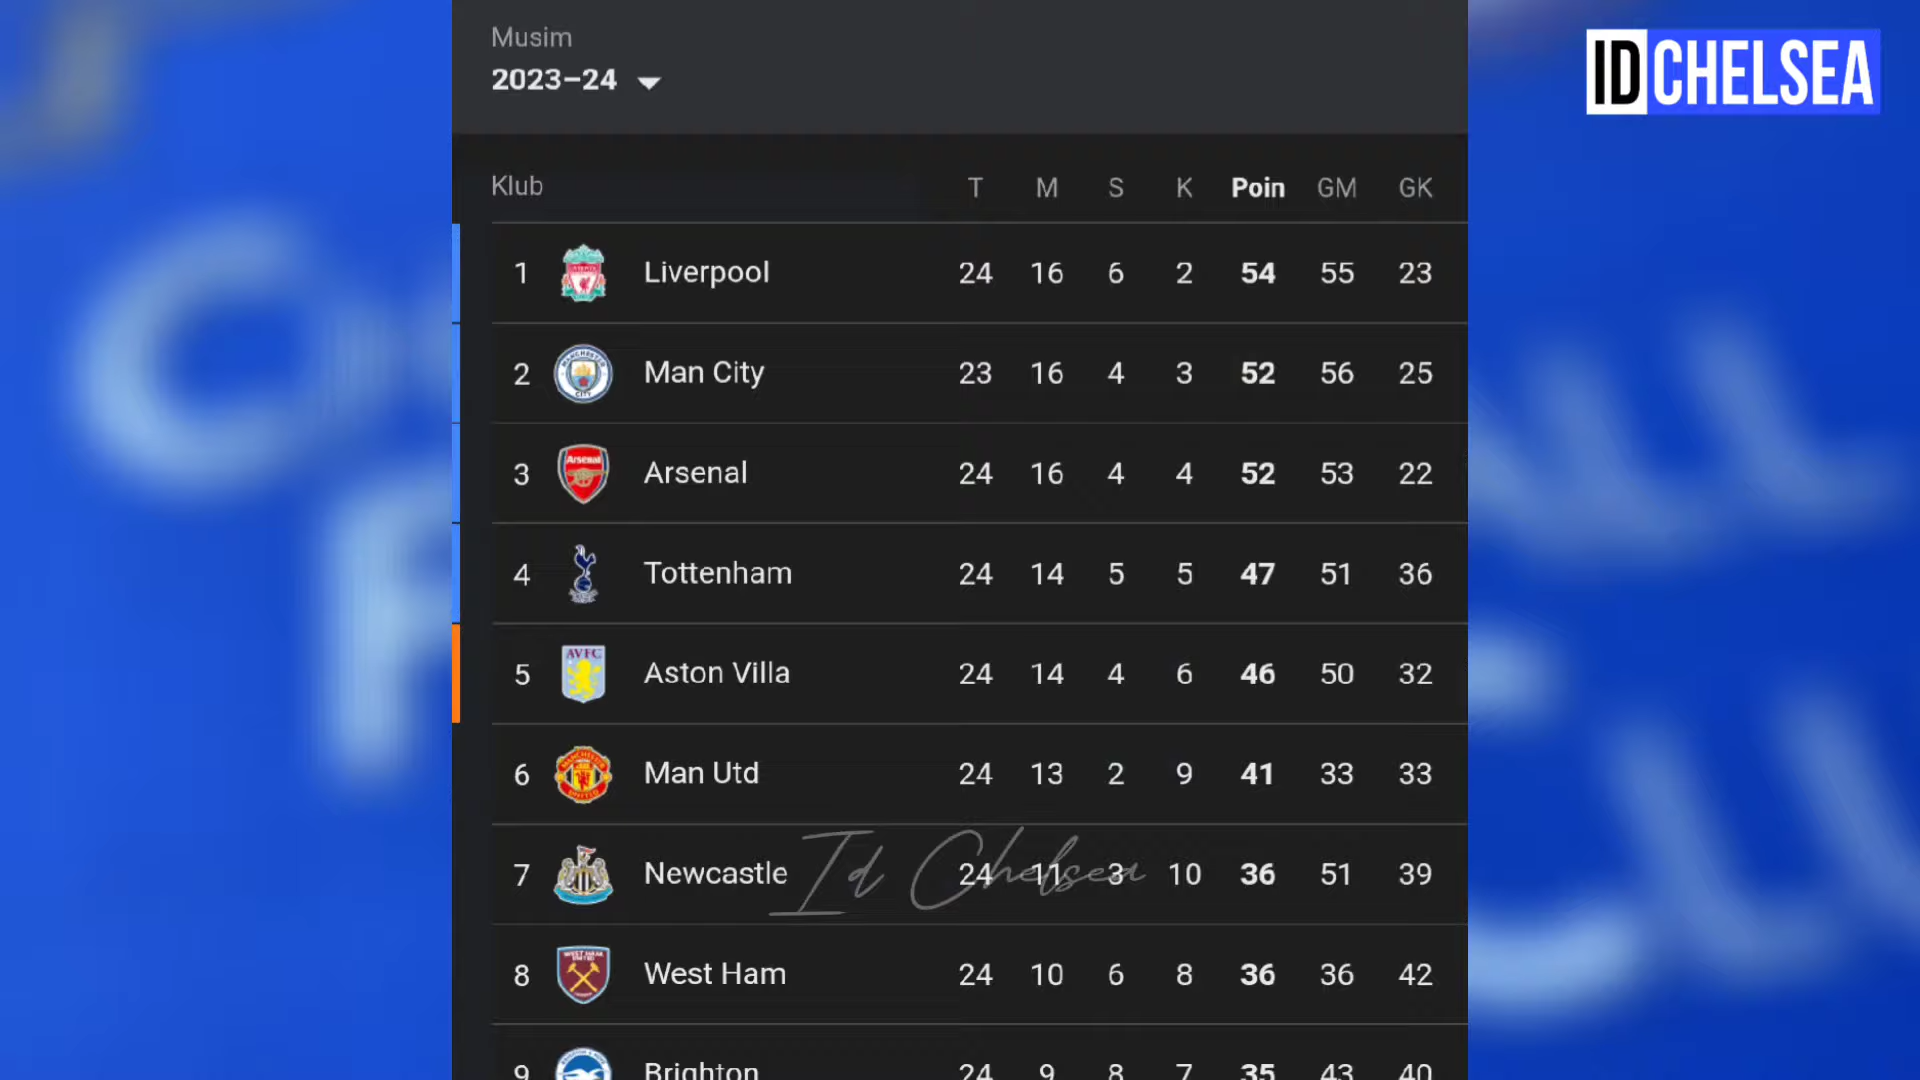 Musim
2023–24
IDCHELSEA
Klub T M S K Poin GM GK
1 Liverpool 24 16 6 2 54 55 23
2 Man City 23 16 4 3 52 56 25
3 Arsenal 24 16 4 4 52 53 22
4 Tottenham 24 14 5 5 47 51 36
5 Aston Villa 24 14 4 6 46 50 32
6 Man Utd 24 13 2 9 41 33 33
7 Newcastle 24 11 3 10 36 51 39
Id Chelsea
8 West Ham 24 10 6 8 36 36 42
9 Brighton 24 9 8 7 35 43 40